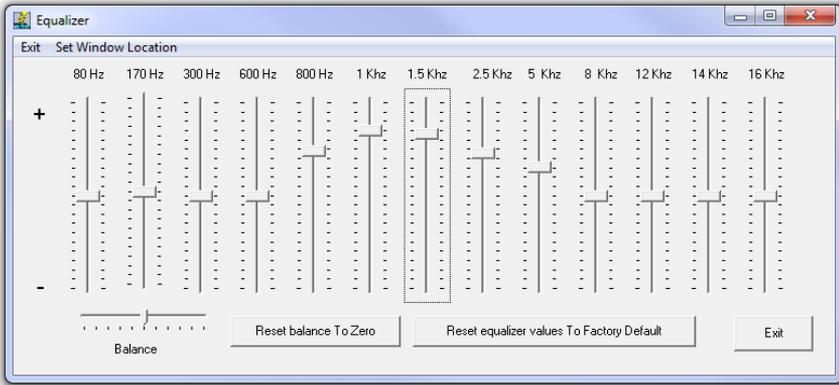 Equalizer
Exit Set Window Location
80 Hz 170 Hz 300 Hz 600 Hz 800 Hz 1 Khz 1.5 Khz 2.5 Khz 5 Khz 8 Khz 12 Khz 14 Khz 16 Khz
+
-
Reset balance To Zero Reset equalizer values To Factory Default Exit
Balance